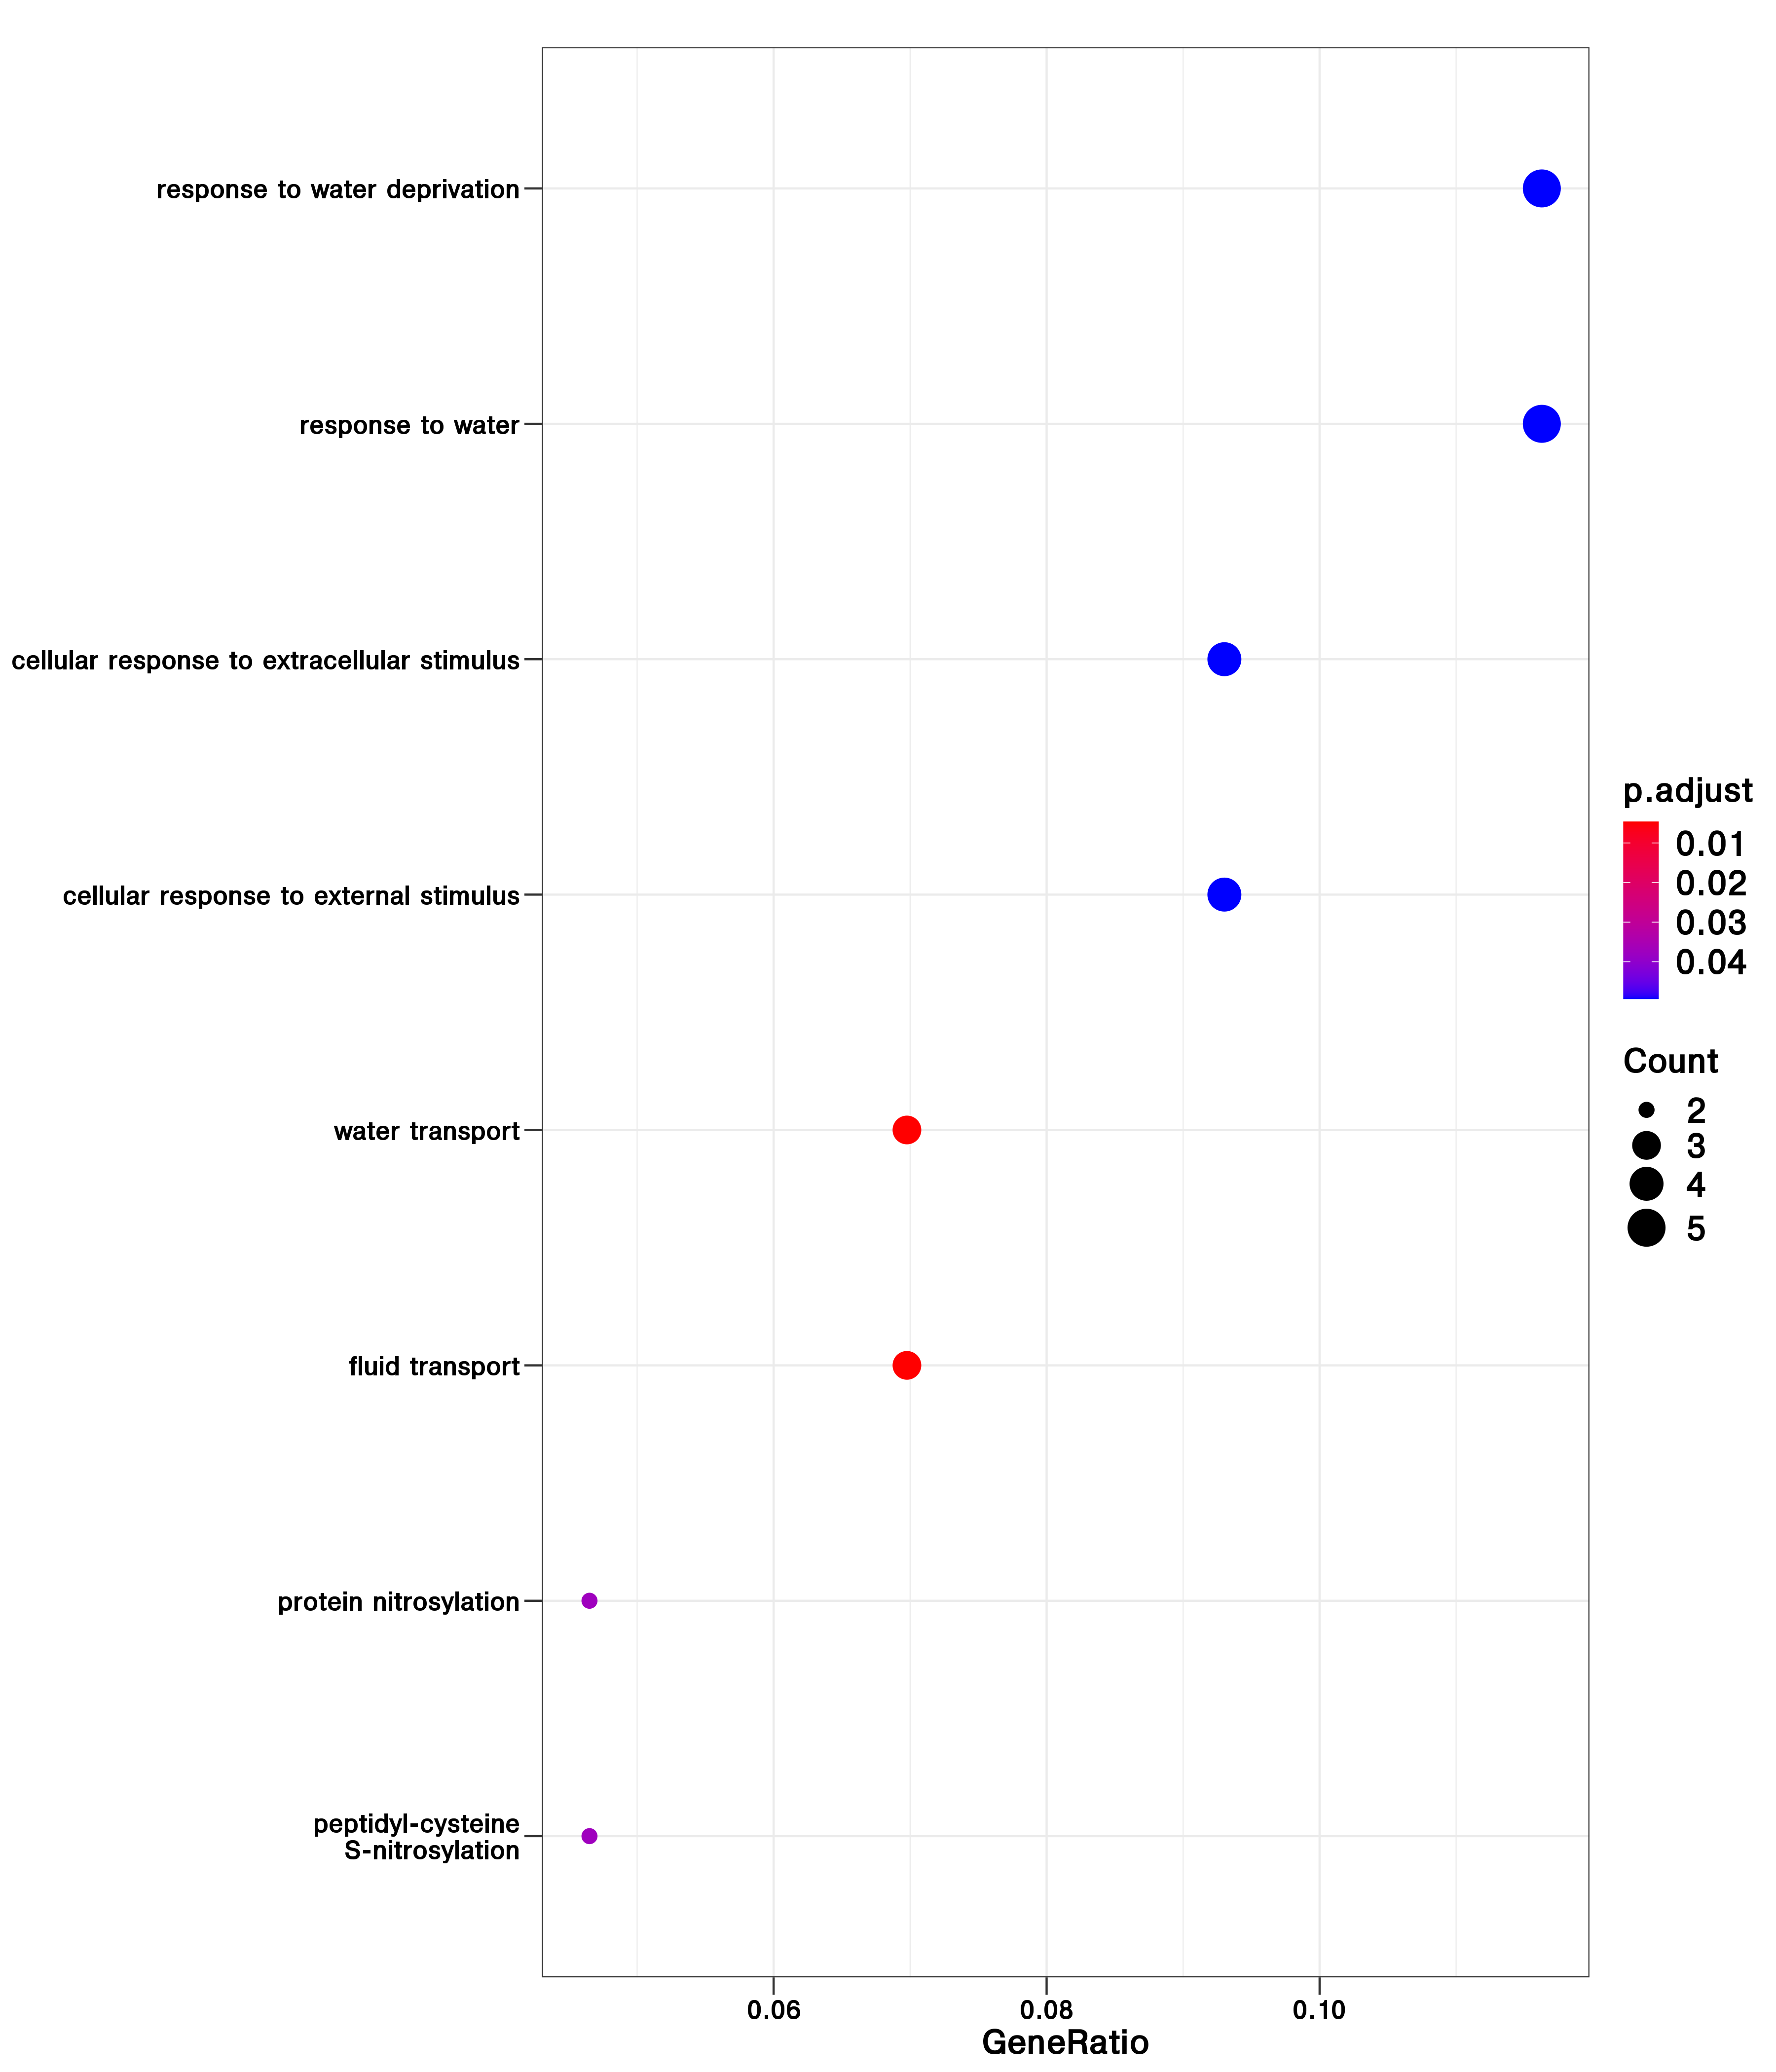 response to water deprivation
response to water
cellular response to extracellular stimulus
cellular response to external stimulus
water transport
fluid transport
protein nitrosylation
peptidyl-cysteine
S-nitrosylation
0.06
0.08
0.10
GeneRatio
p.adjust
0.01
0.02
0.03
0.04
Count
2
3
4
5